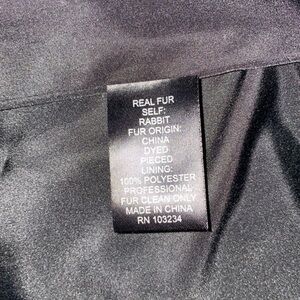 REAL FUR
SELF:
RABBIT
FUR ORIGIN:
CHINA
DYED
PIECED
LINING:
100% POLYESTER
PROFESSIONAL
FUR CLEAN ONLY
MADE IN CHINA
RN 103234